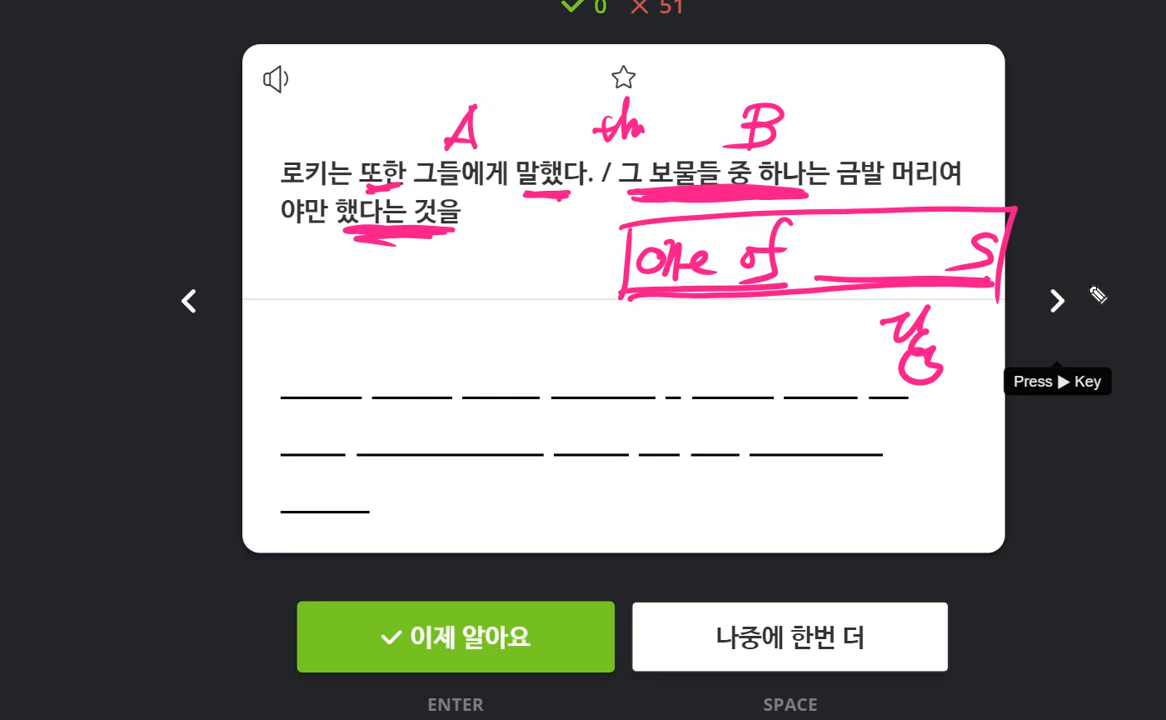 0 51
A th B
로키는 또한 그들에게 말했다. / 그 보물들 중 하나는 금발 머리여
야만 했다는 것을
one of ____ s
Press ▶ Key
이제 알아요
나중에 한번 더
ENTER
SPACE